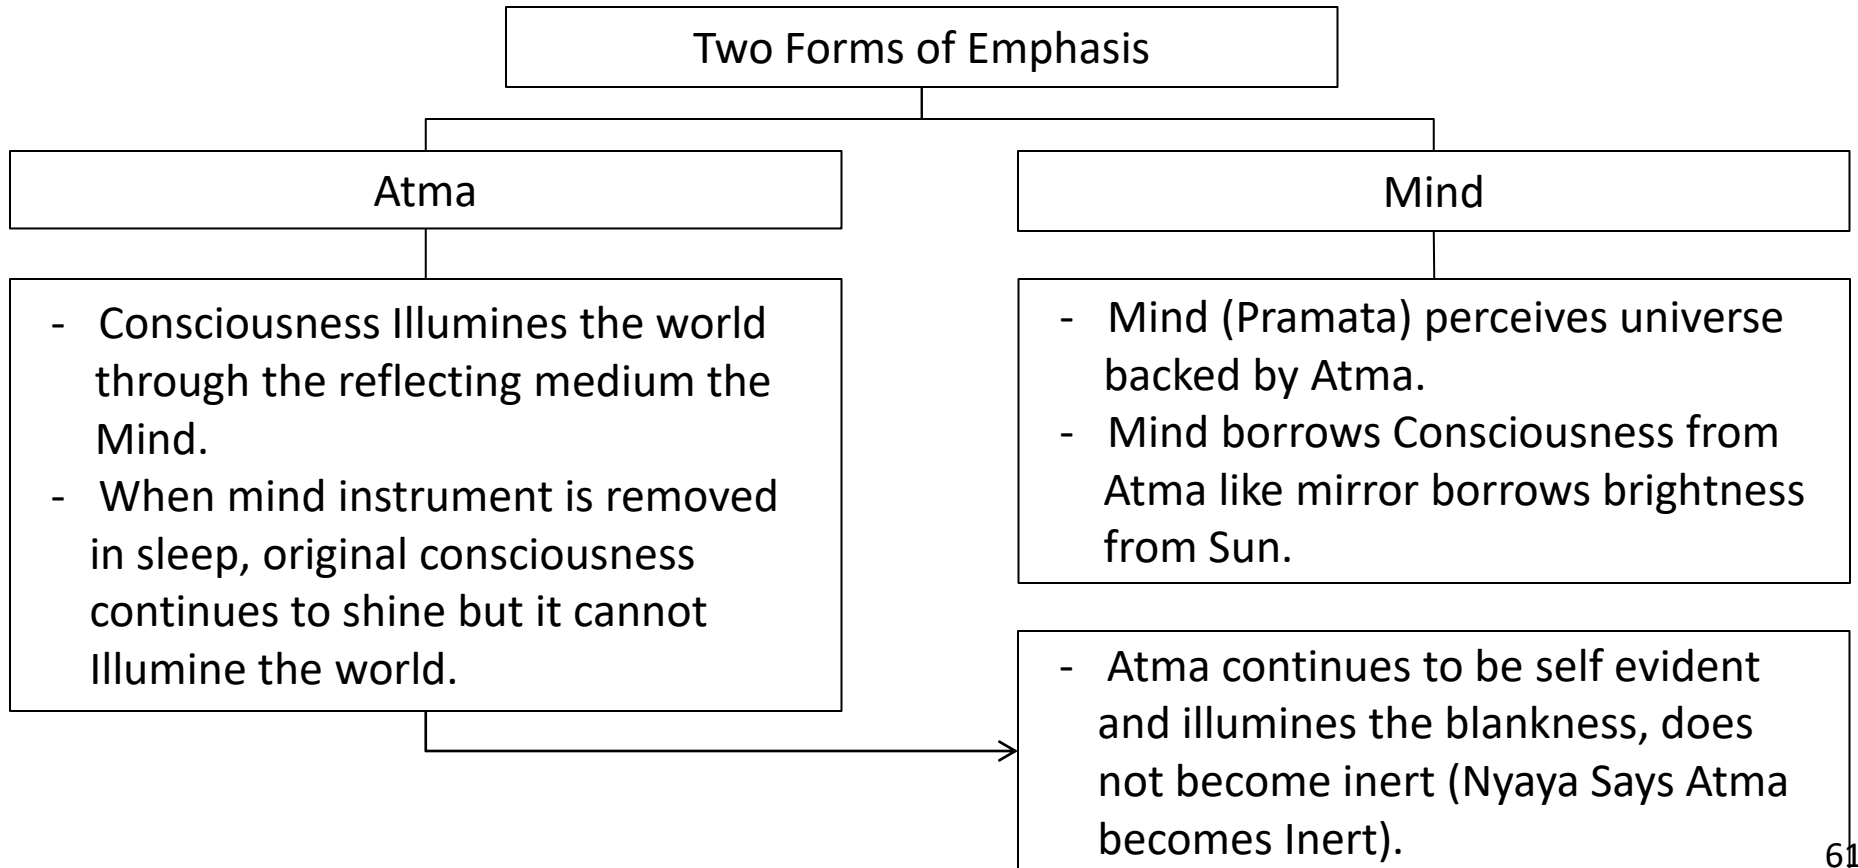 Two Forms of Emphasis
Atma
- Consciousness Illumines the world
through the reflecting medium the
Mind.
- When mind instrument is removed
in sleep, original consciousness
continues to shine but it cannot
Illumine the world.
Mind
- Mind (Pramata) perceives universe
backed by Atma.
- Mind borrows Consciousness from
Atma like mirror borrows brightness
from Sun.
- Atma continues to be self evident
and illumines the blankness, does
not become inert (Nyaya Says Atma
becomes Inert).
61